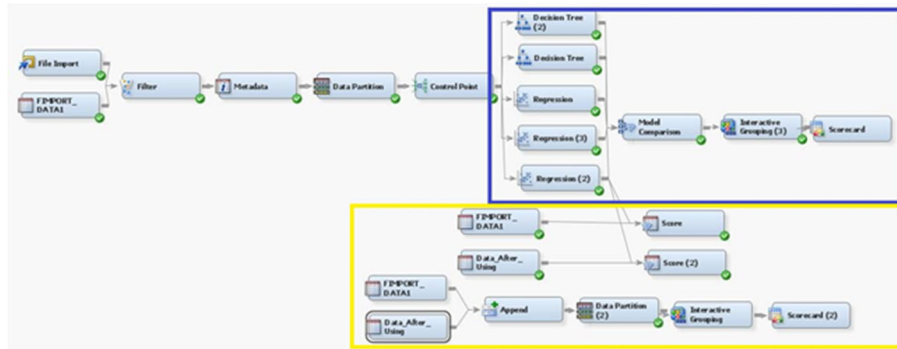 Decision Tree
(2)
File Import
Decision Tree
Filter
Metadata
Data Partition
Control Point
Regression
FIMPORT_
DATA1
Model
Comparison
Interactive
Grouping (3)
Scorecard
Regression (3)
Regression (2)
FIMPORT_
DATA1
Score
Data_After_
Using
Score (2)
FIMPORT_
DATA1
Append
Data Partition
(2)
Interactive
Grouping
Scorecard (2)
Data_After_
Using